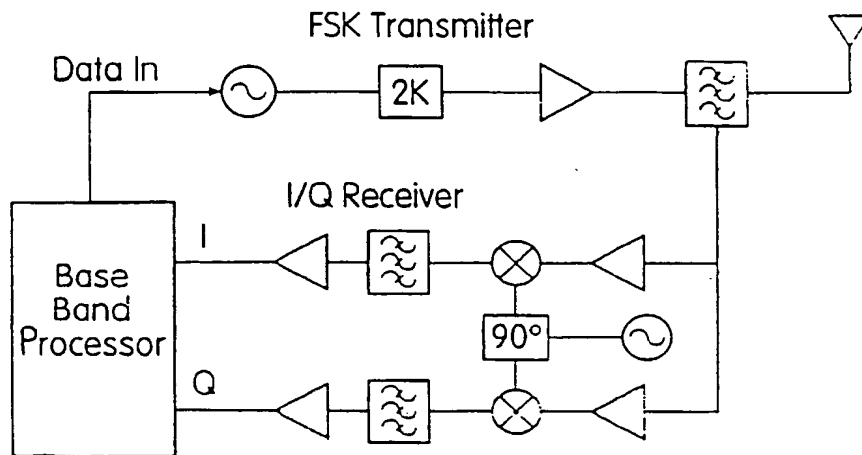 FSK Transmitter
Data In
2K
I/Q Receiver
I
Base
Band
Processor
90°
Q